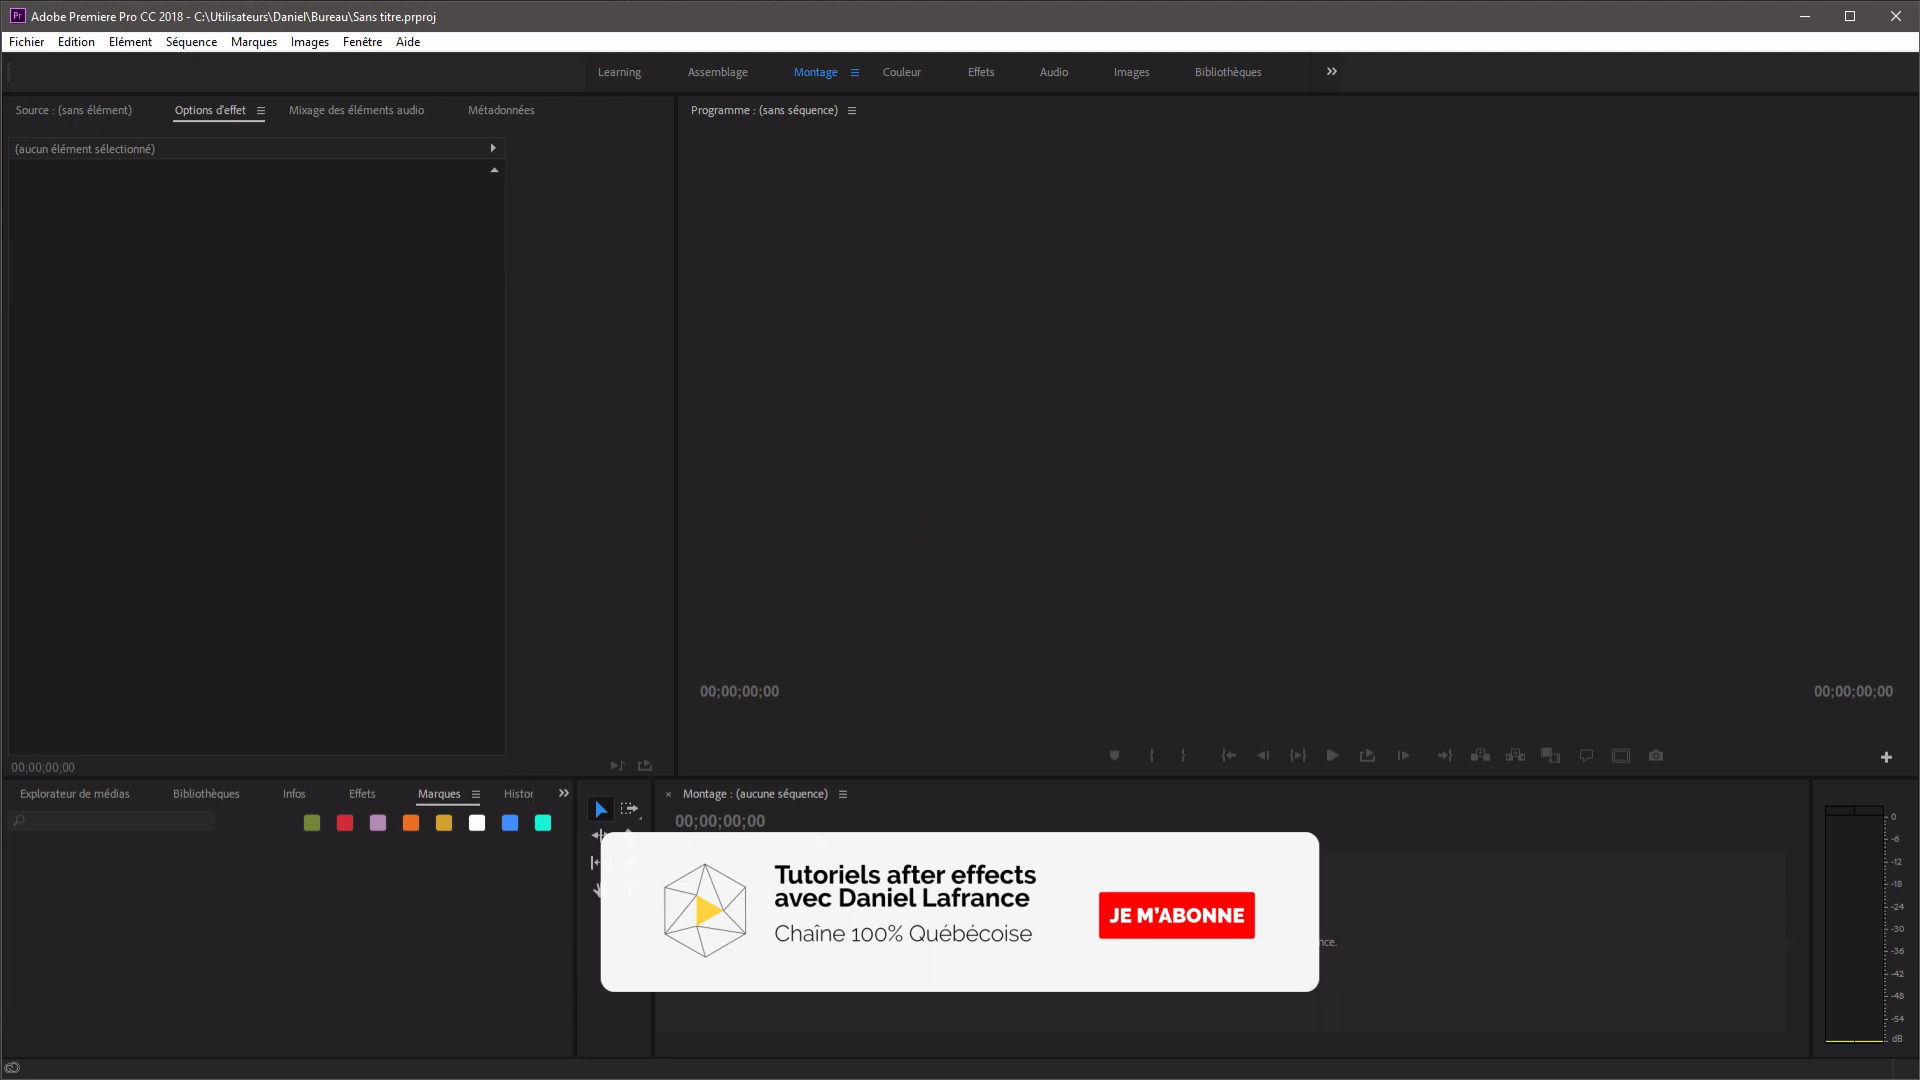 Adobe Premiere Pro CC 2018 - C:\Utilisateurs\Daniel\Bureau\Sans titre.prproj
Fichier Edition Elément Séquence Marques Images Fenêtre Aide
Learning Assemblage Montage Couleur Effets Audio Images Bibliothèques
Source : (sans élément) Options d'effet Mixage des éléments audio Métadonnées
Programme : (sans séquence)
(aucun élément sélectionné)
00;00;00;00
00;00;00;00
00;00;00;00
Explorateur de médias Bibliothèques Infos Effets Marques Histor
Montage : (aucune séquence)
00;00;00;00
Tutoriels after effects
avec Daniel Lafrance
Chaîne 100% Québécoise
JE M'ABONNE
nce.
0
-6
-12
-18
-24
-30
-36
-42
-48
-54
dB